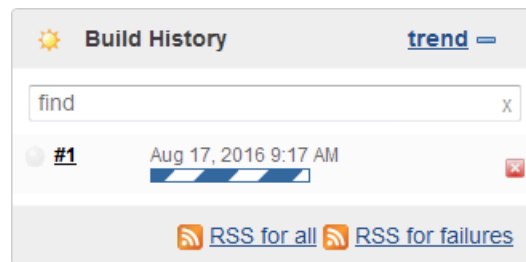 Build History trend
find x
#1 Aug 17, 2016 9:17 AM
RSS for all RSS for failures